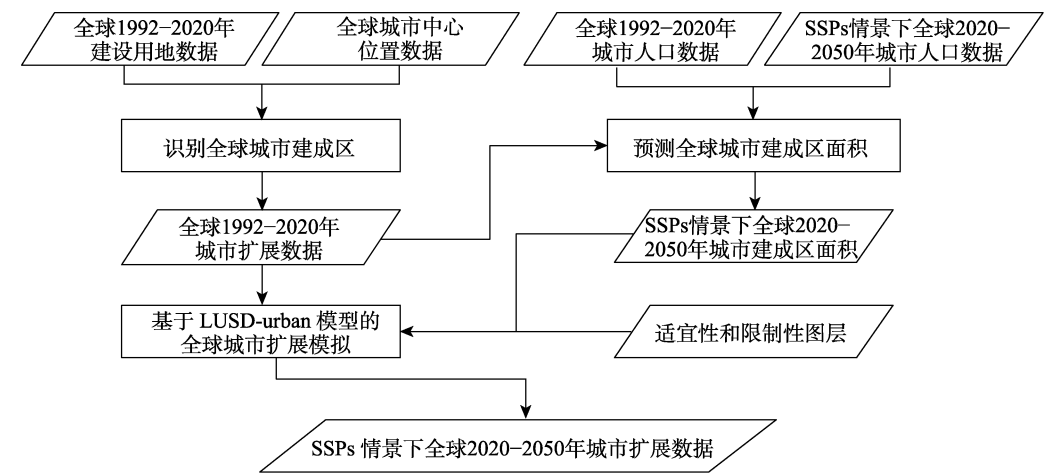 全球1992−2020年
建设用地数据
全球城市中心
位置数据
全球1992−2020年
城市人口数据
SSPs情景下全球2020−
2050年城市人口数据
识别全球城市建成区
预测全球城市建成区面积
全球1992−2020年
城市扩展数据
SSPs情景下全球2020−
2050年城市建成区面积
基于 LUSD-urban 模型的
全球城市扩展模拟
适宜性和限制性图层
SSPs 情景下全球2020−2050年城市扩展数据